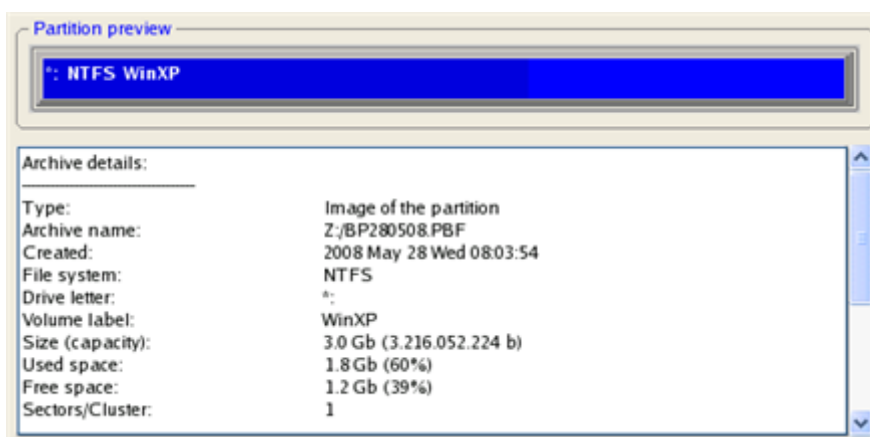 Partition preview
*: NTFS WinXP
Archive details:
Type: Image of the partition
Archive name: Z:/BP280508.PBF
Created: 2008 May 28 Wed 08:03:54
File system: NTFS
Drive letter: *:
Volume label: WinXP
Size (capacity): 3.0 Gb (3.216.052.224 b)
Used space: 1.8 Gb (60%)
Free space: 1.2 Gb (39%)
Sectors/Cluster: 1